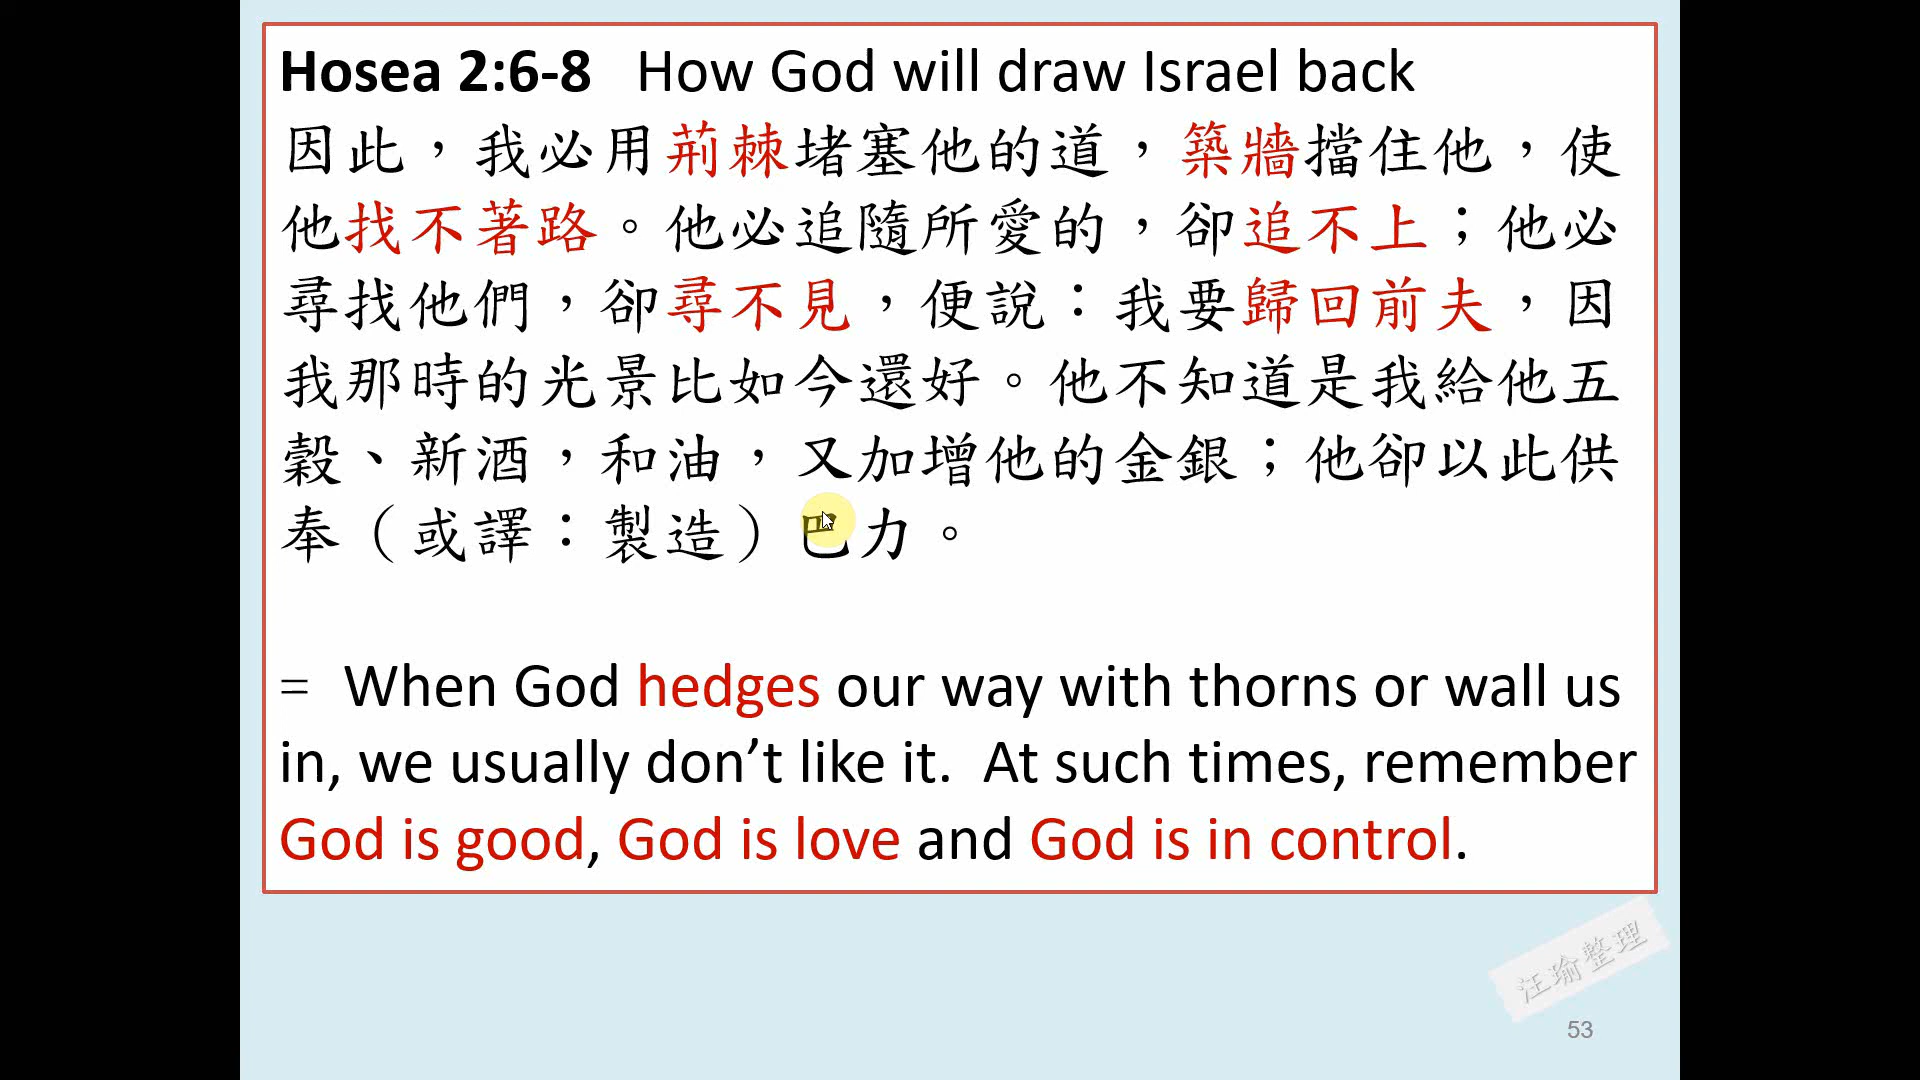 Hosea 2:6-8 How God will draw Israel back
因此，我必用荊棘堵塞他的道，築牆擋住他，使
他找不著路。他必追隨所愛的，卻追不上；他必
尋找他們，卻尋不見，便說：我要歸回前夫，因
我那時的光景比如今還好。他不知道是我給他五
穀、新酒，和油，又加增他的金銀；他卻以此供
奉（或譯：製造）巴力。
= When God hedges our way with thorns or wall us
in, we usually don’t like it. At such times, remember
God is good, God is love and God is in control.
汪瑜整理
53